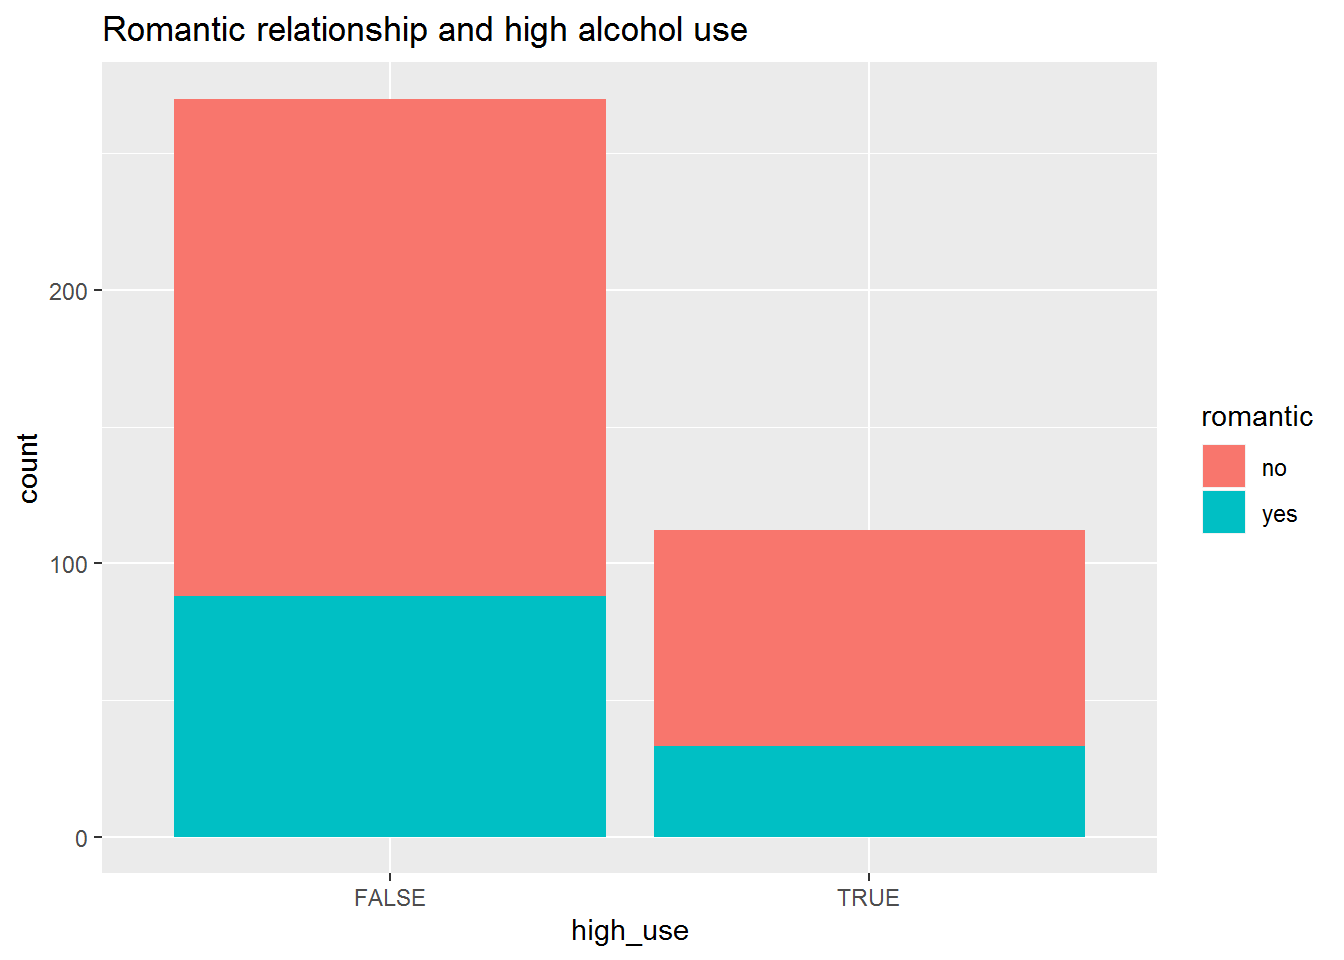 Romantic relationship and high alcohol use
count
200
100
0
FALSE
TRUE
high_use
romantic
no
yes